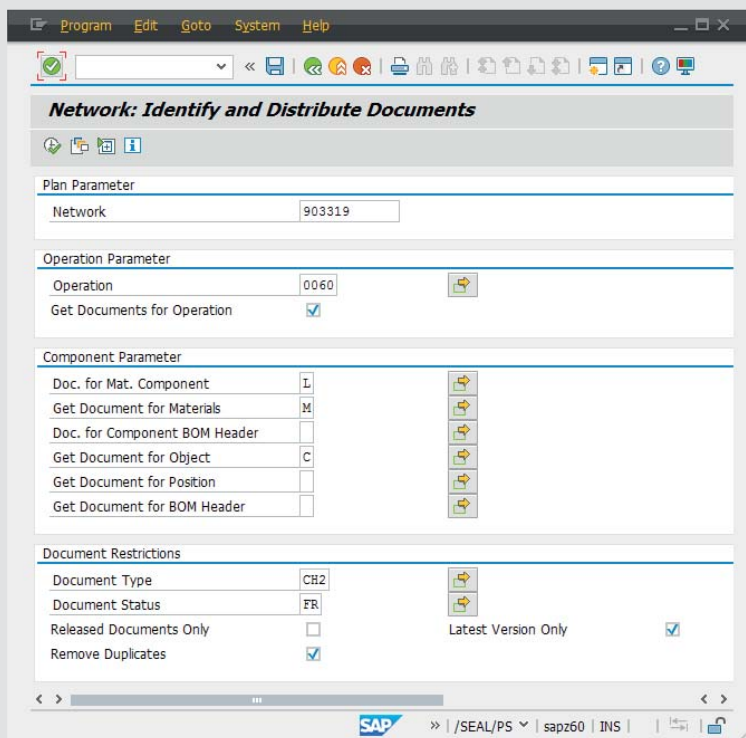 Program Edit Goto System Help
«
Network: Identify and Distribute Documents
Plan Parameter
Network 903319
Operation Parameter
Operation 0060
Get Documents for Operation
Component Parameter
Doc. for Mat. Component L
Get Document for Materials M
Doc. for Component BOM Header
Get Document for Object C
Get Document for Position
Get Document for BOM Header
Document Restrictions
Document Type CH2
Document Status FR
Released Documents Only Latest Version Only
Remove Duplicates
SAP » | /SEAL/PS | sapz60 | INS |